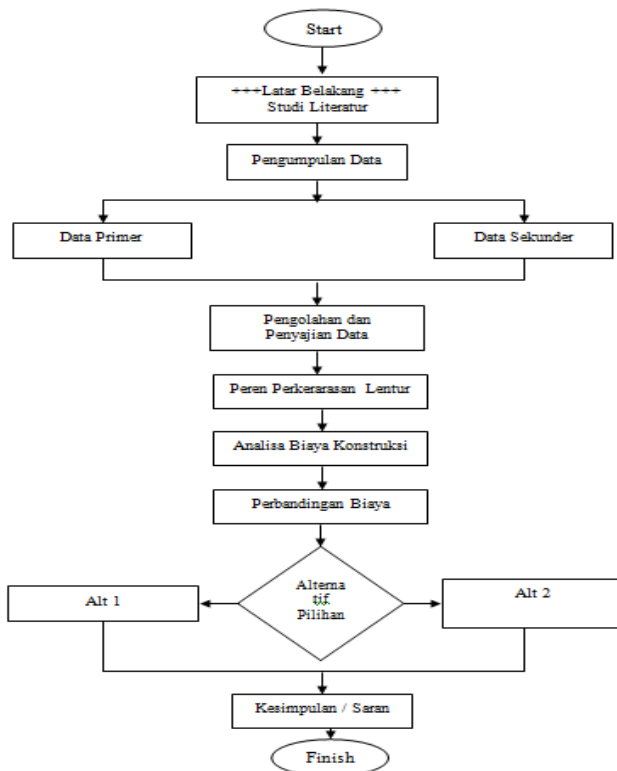 Start
+++Latar Belakang +++
Studi Literatur
Pengumpulan Data
Data Primer
Data Sekunder
Pengolahan dan
Penyajian Data
Peren Perkerarasan Lentur
Analisa Biaya Konstruksi
Perbandingan Biaya
Alterna
tif
Pilihan
Alt 1
Alt 2
Kesimpulan / Saran
Finish